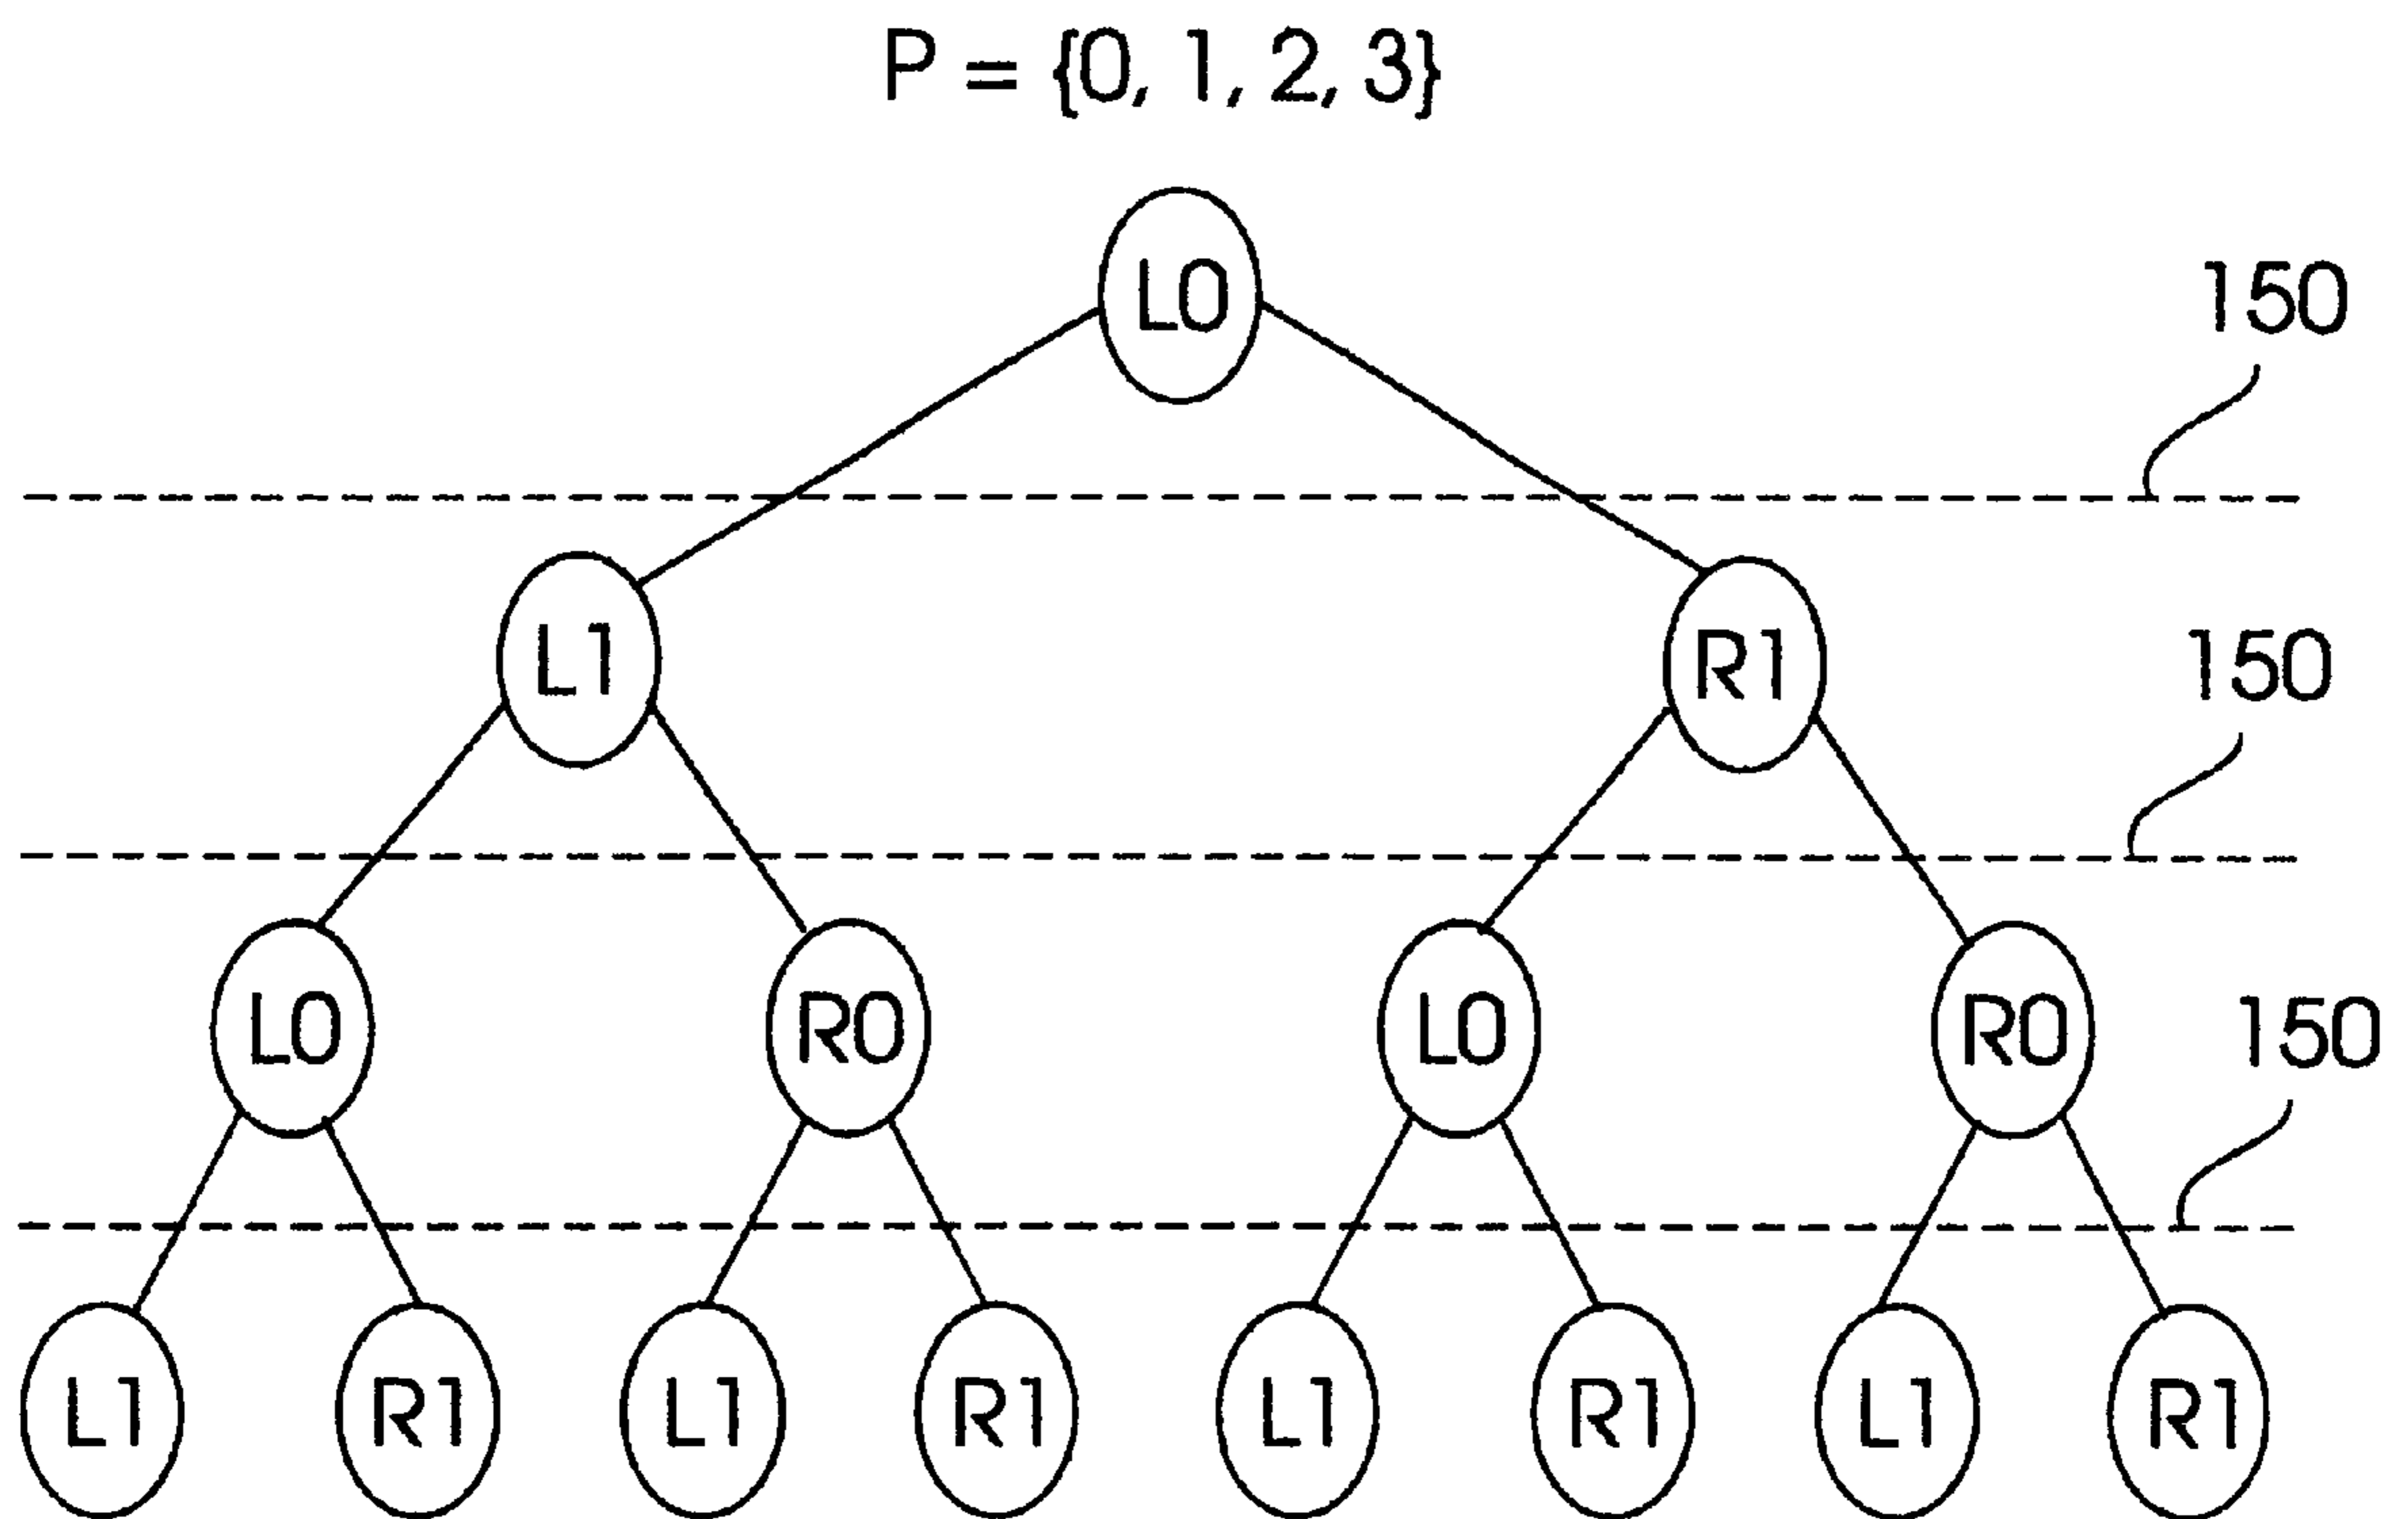 P = {0, 1, 2, 3}
L0
150
L1 R1
150
L0 R0 L0 R0
150
L1 R1 L1 R1 L1 R1 L1 R1